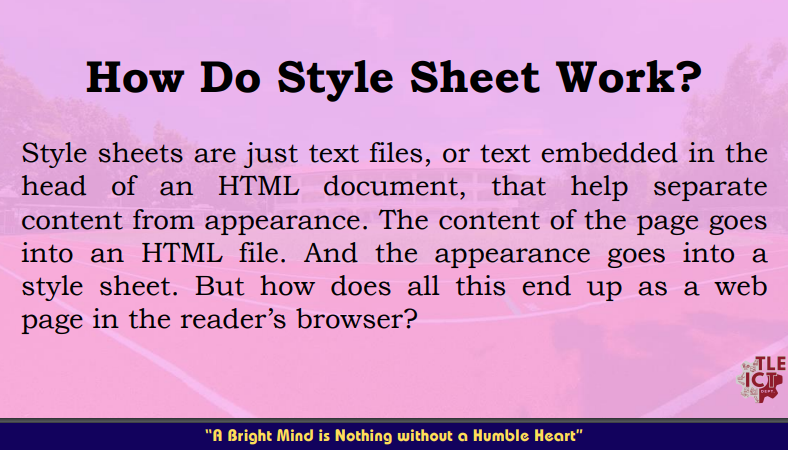 How Do Style Sheet Work?
Style sheets are just text files, or text embedded in the
head of an HTML document, that help separate
content from appearance. The content of the page goes
into an HTML file. And the appearance goes into a
style sheet. But how does all this end up as a web
page in the reader’s browser?
TLE
ICT
DEPT
"A Bright Mind is Nothing without a Humble Heart"